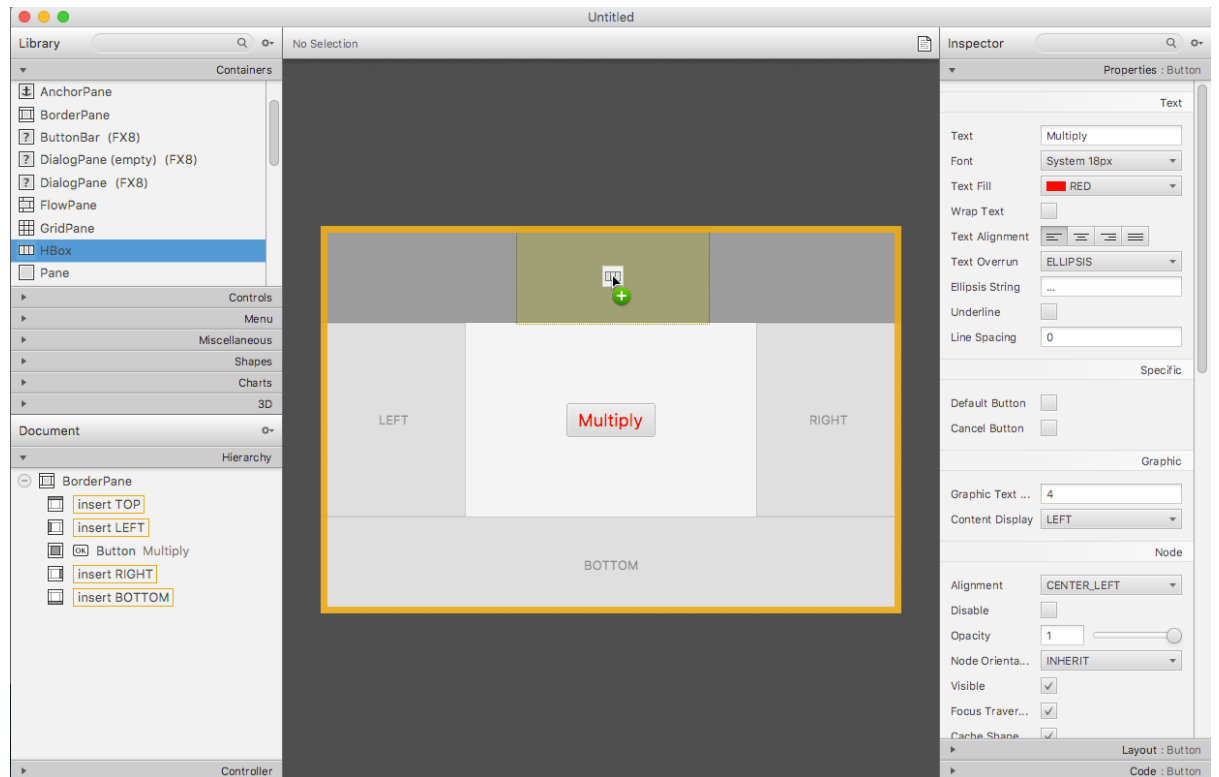 Untitled
Library
No Selection
Inspector
Containers
Properties : Button
AnchorPane
BorderPane
? ButtonBar (FX8)
? DialogPane (empty) (FX8)
? DialogPane (FX8)
FlowPane
GridPane
HBox
Pane
Controls
Menu
Miscellaneous
Shapes
Charts
3D
Document
Hierarchy
BorderPane
insert TOP
insert LEFT
OK Button Multiply
insert RIGHT
insert BOTTOM
Controller
LEFT
Multiply
RIGHT
BOTTOM
Text
Text Multiply
Font System 18px
Text Fill RED
Wrap Text
Text Alignment
Text Overrun ELLIPSIS
Ellipsis String ...
Underline
Line Spacing 0
Specific
Default Button
Cancel Button
Graphic
Graphic Text ... 4
Content Display LEFT
Node
Alignment CENTER_LEFT
Disable
Opacity 1
Node Orienta... INHERIT
Visible
Focus Traver...
Cache Shape
Layout : Button
Code : Button